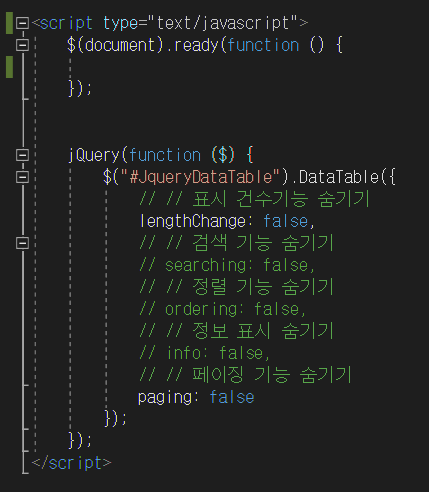 <script type="text/javascript">
$(document).ready(function () {
});
jQuery(function ($) {
$("#JqueryDataTable").DataTable({
// // 표시 건수기능 숨기기
lengthChange: false,
// // 검색 기능 숨기기
// searching: false,
// // 정렬 기능 숨기기
// ordering: false,
// // 정보 표시 숨기기
// info: false,
// // 페이징 기능 숨기기
paging: false
});
});
</script>